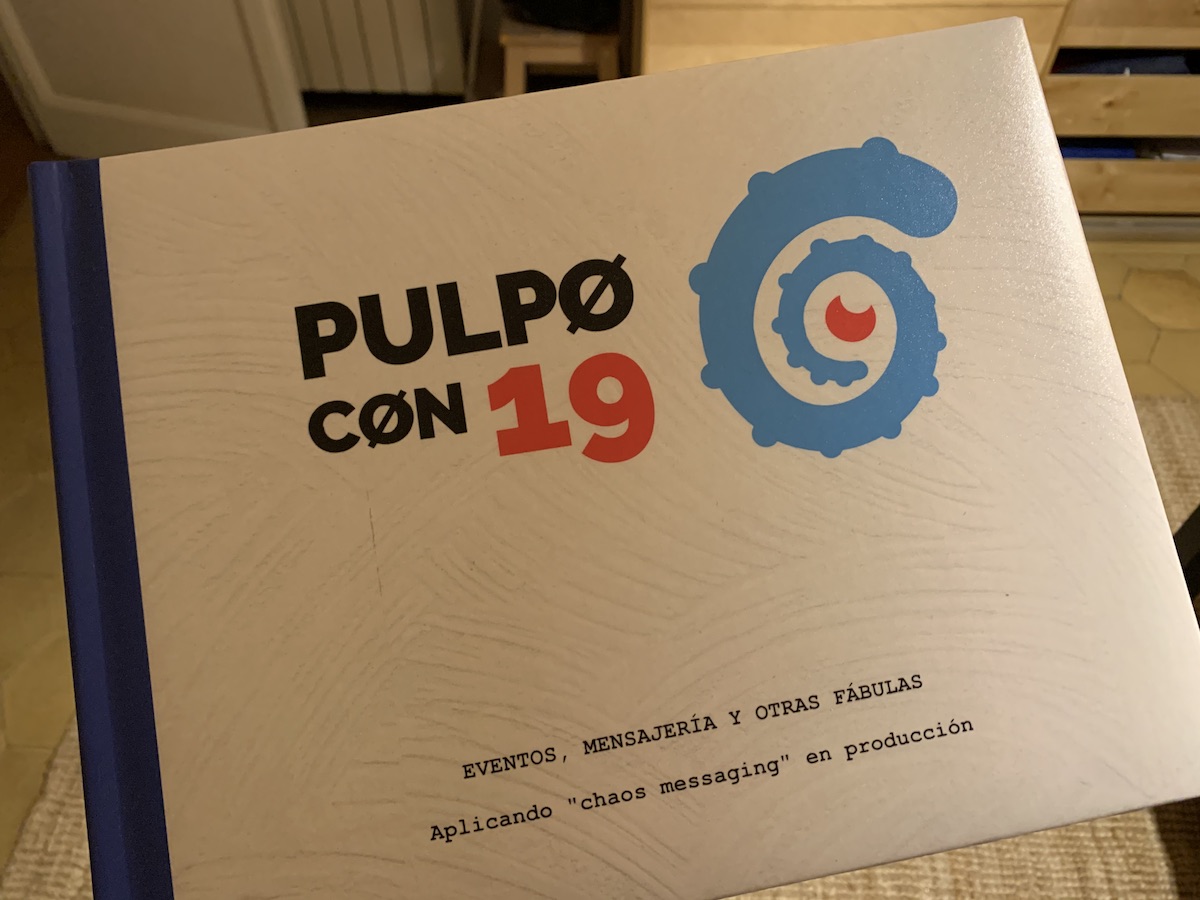 PULPØ
CØN 19
EVENTOS, MENSAJERÍA Y OTRAS FÁBULAS
Aplicando "chaos messaging" en producción